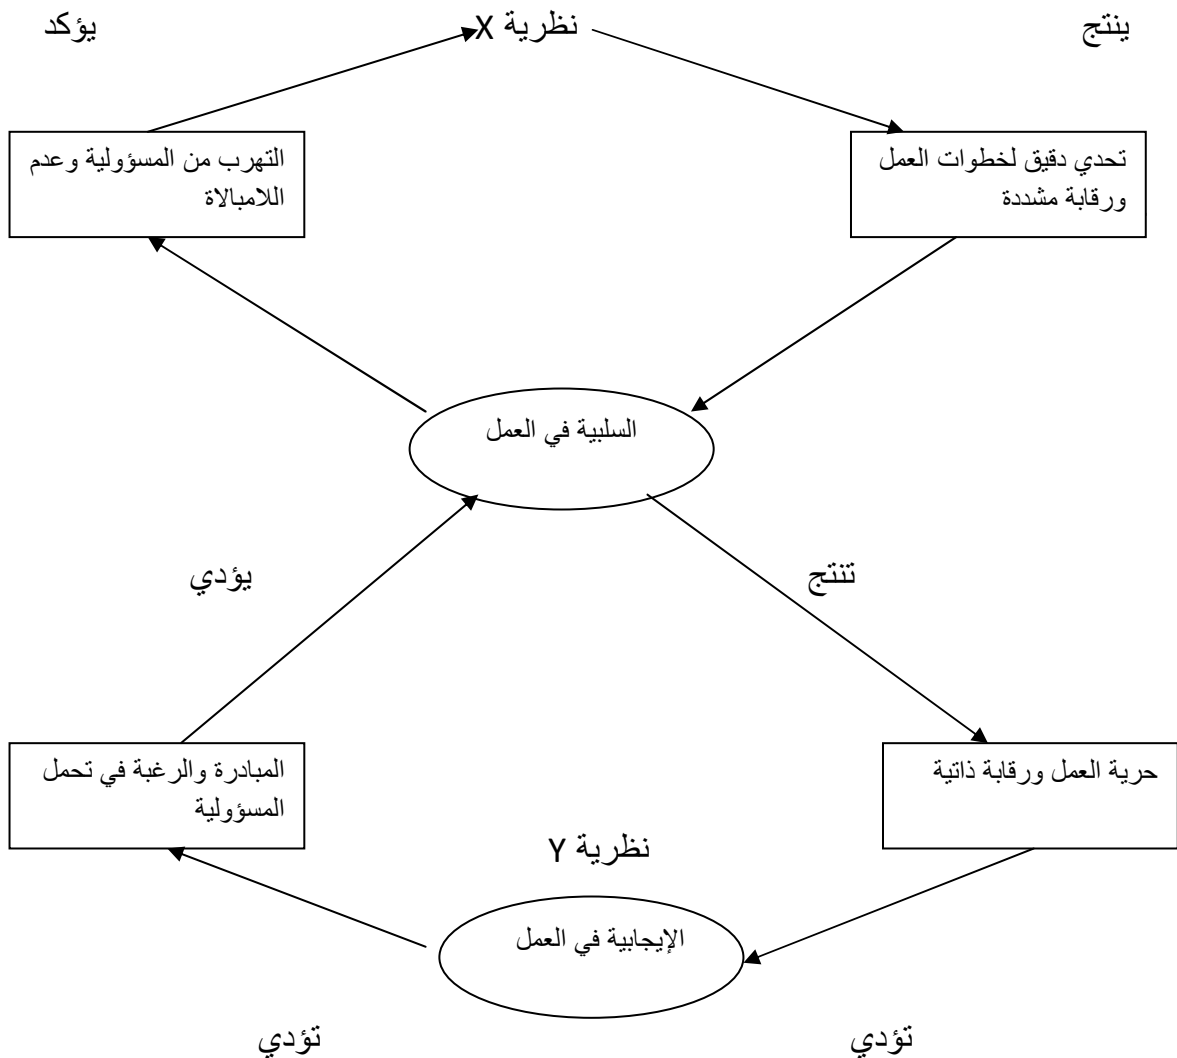 ينتج
نظرية X
يؤكد
تحدي دقيق لخطوات العمل
ورقابة مشددة
التهرب من المسؤولية وعدم
اللامبالاة
السلبية في العمل
تنتج
يؤدي
حرية العمل ورقابة ذاتية
المبادرة والرغبة في تحمل
المسؤولية
نظرية Y
الإيجابية في العمل
تؤدي
تؤدي